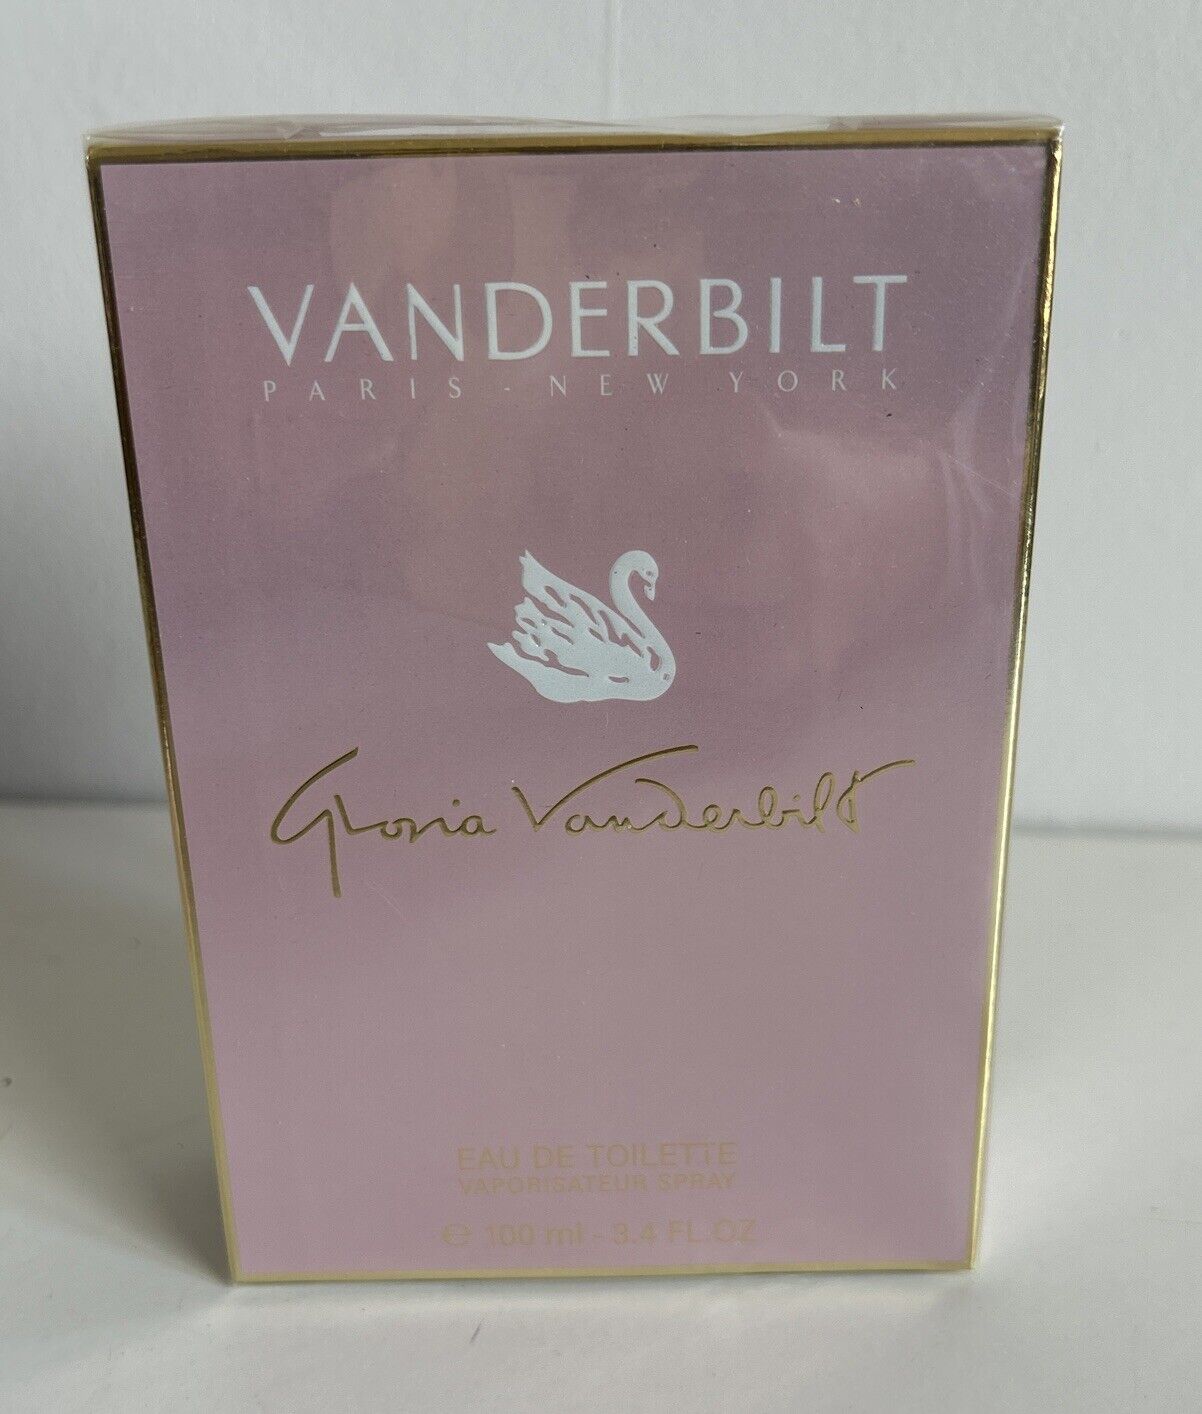 VANDERBILT
PARIS - NEW YORK
Gloria Vanderbilt
EAU DE TOILETTE
VAPORISATEUR SPRAY
℮ 100 ml - 3.4 FL.OZ